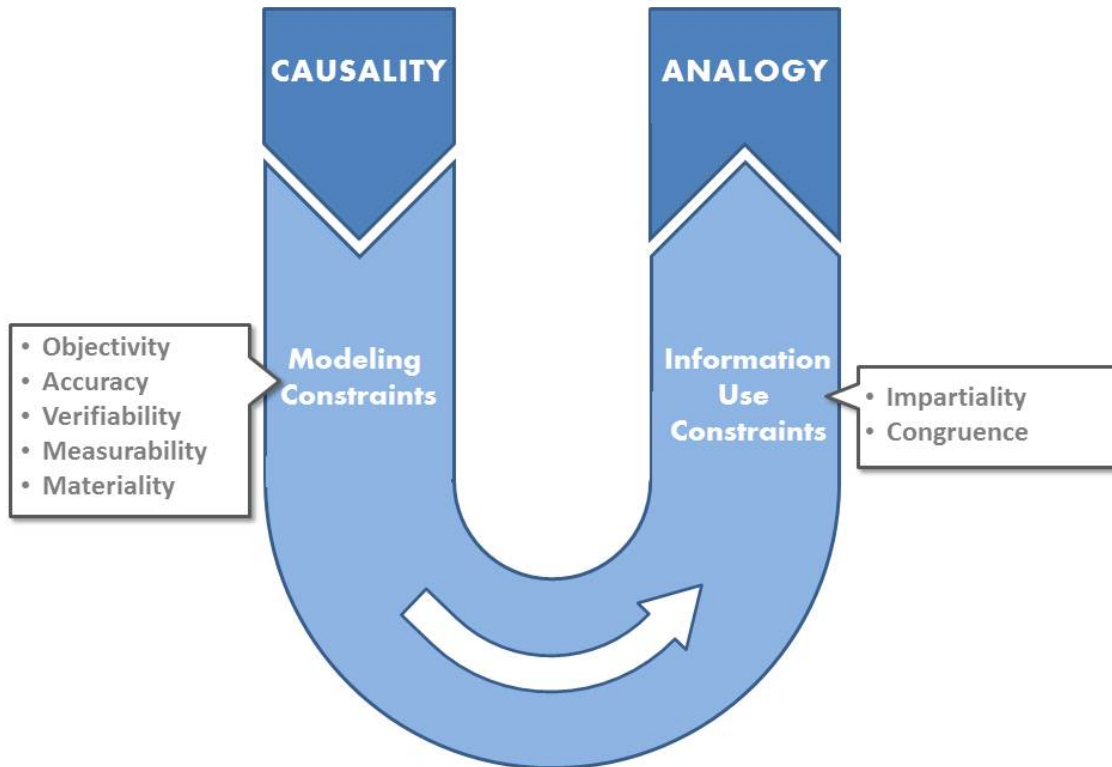 CAUSALITY
ANALOGY
• Objectivity
• Accuracy
• Verifiability
• Measurability
• Materiality
Modeling
Constraints
Information
Use
Constraints
• Impartiality
• Congruence